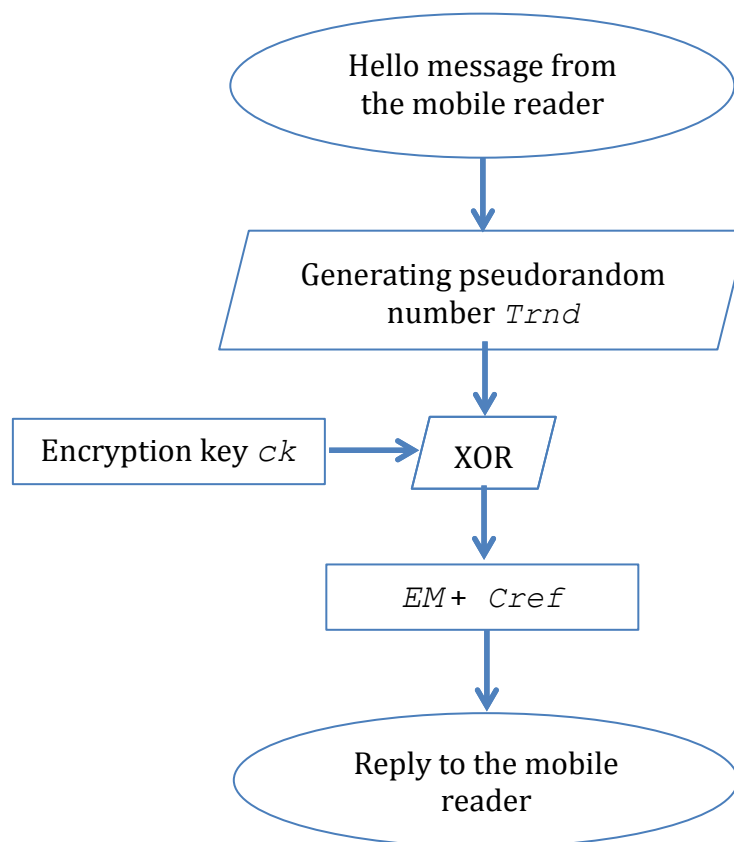 Hello message from
the mobile reader
Generating pseudorandom
number Trnd
Encryption key ck
XOR
EM+ Cref
Reply to the mobile
reader